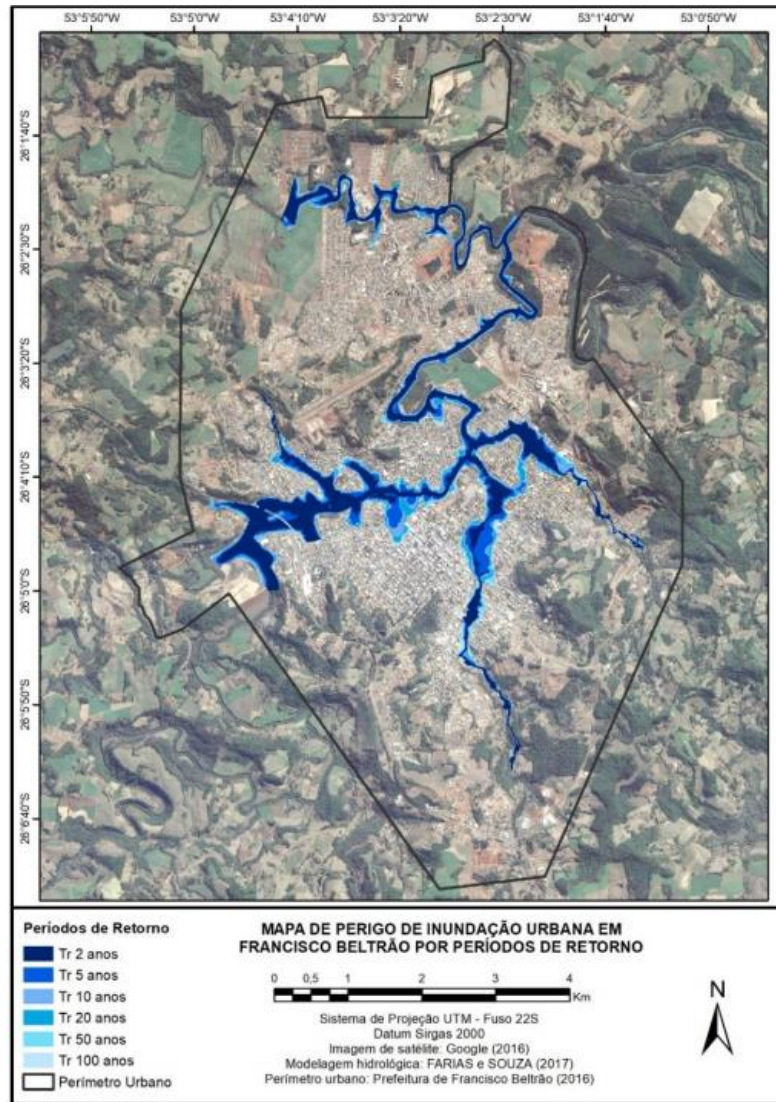 53°5'50"W 53°5'0"W 53°4'10"W 53°3'20"W 53°2'30"W 53°1'40"W 53°0'50"W
26°1'40"S
26°2'30"S
26°3'20"S
26°4'10"S
26°5'0"S
26°5'50"S
26°6'40"S
Períodos de Retorno
Tr 2 anos
Tr 5 anos
Tr 10 anos
Tr 20 anos
Tr 50 anos
Tr 100 anos
Perímetro Urbano
MAPA DE PERIGO DE INUNDAÇÃO URBANA EM
FRANCISCO BELTRÃO POR PERÍODOS DE RETORNO
0 0,5 1 2 3 4
Km
Sistema de Projeção UTM - Fuso 22S
Datum Sirgas 2000
Imagem de satélite: Google (2016)
Modelagem hidrológica: FARIAS e SOUZA (2017)
Perímetro urbano: Prefeitura de Francisco Beltrão (2016)
N